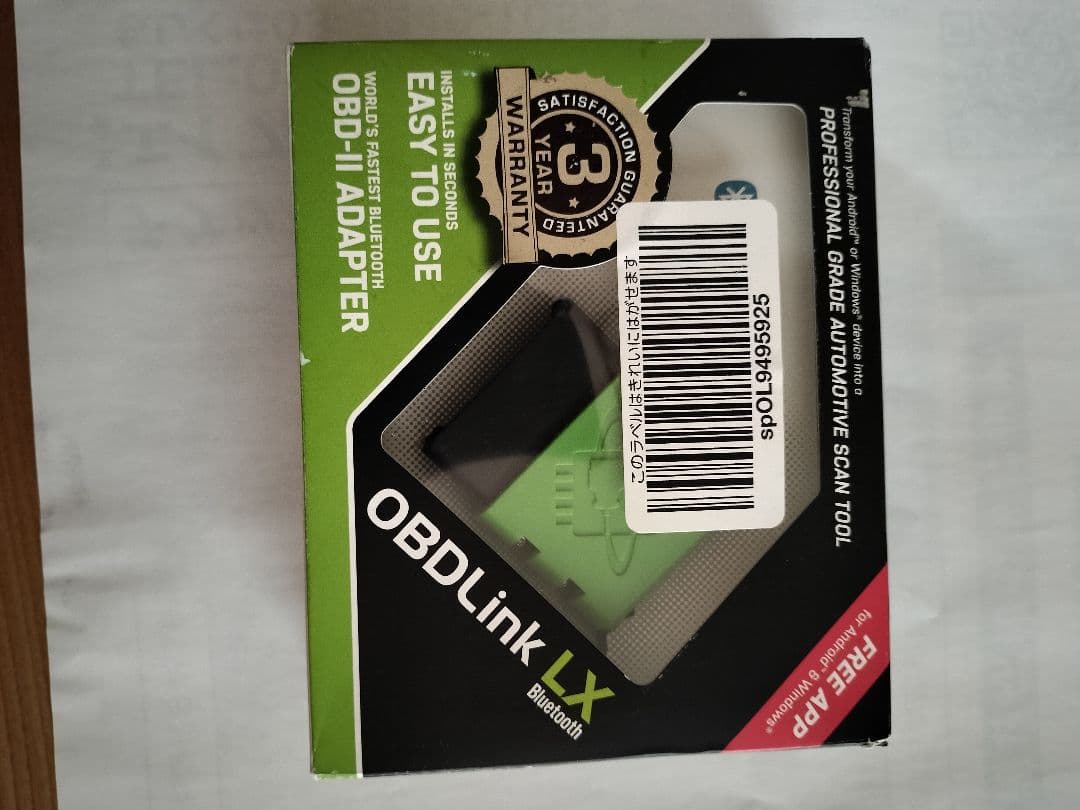 Transform your Android™ or Windows® device into a
PROFESSIONAL GRADE AUTOMOTIVE SCAN TOOL
SATISFACTION GUARANTEED
3
YEAR
WARRANTY
INSTALLS IN SECONDS
EASY TO USE
WORLD'S FASTEST BLUETOOTH
OBD-II ADAPTER
spOL9495925
このラベルはきれいにはがせます.
OBDLink LX
Bluetooth
FREE APP
for Android™ & Windows®